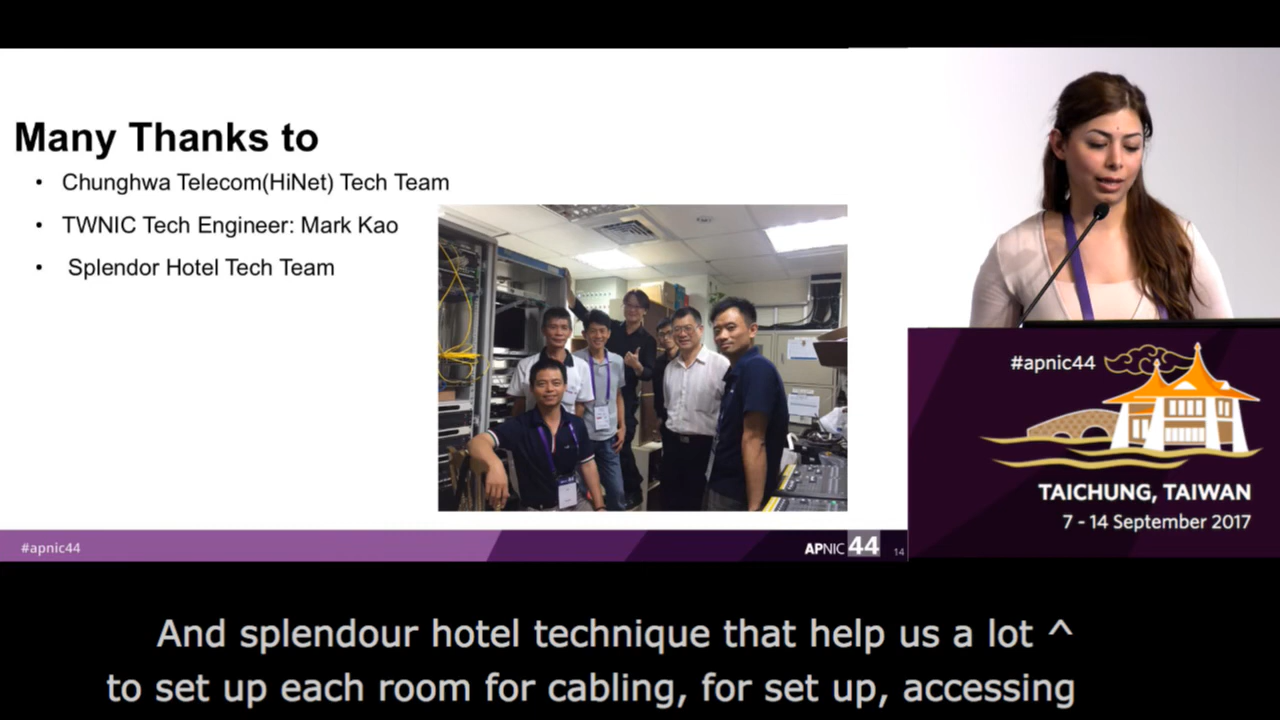 Many Thanks to
• Chunghwa Telecom(HiNet) Tech Team
• TWNIC Tech Engineer: Mark Kao
• Splendor Hotel Tech Team
#apnic44
APNIC 44
14
#apnic44
TAICHUNG, TAIWAN
7 - 14 September 2017
And splendour hotel technique that help us a lot ^
to set up each room for cabling, for set up, accessing